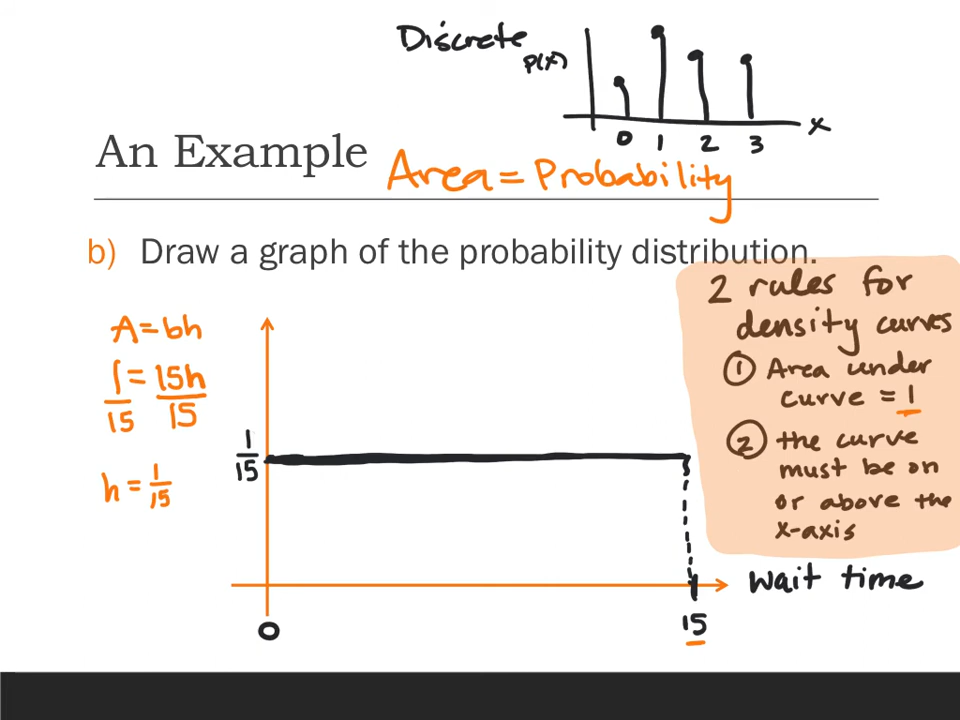 Discrete
P(x)
0 1 2 3 x
An Example
Area = Probability
b) Draw a graph of the probability distribution.
2 rules for
density curves
① Area under
curve = 1
② the curve
must be on
or above the
x-axis
A = bh
1/15 = 15h/15
h = 1/15
1/15
wait time
0
15